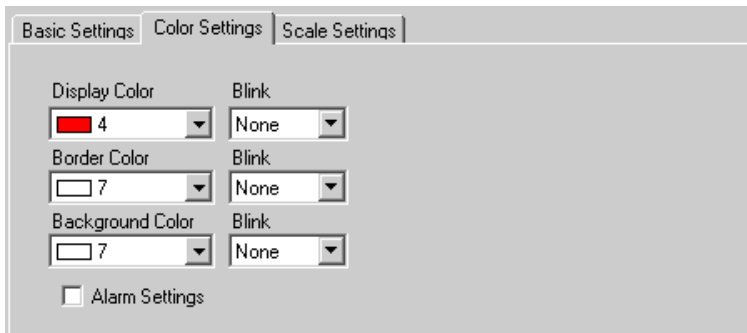 Basic Settings Color Settings Scale Settings
Display Color Blink
4 None
Border Color Blink
7 None
Background Color Blink
7 None
Alarm Settings